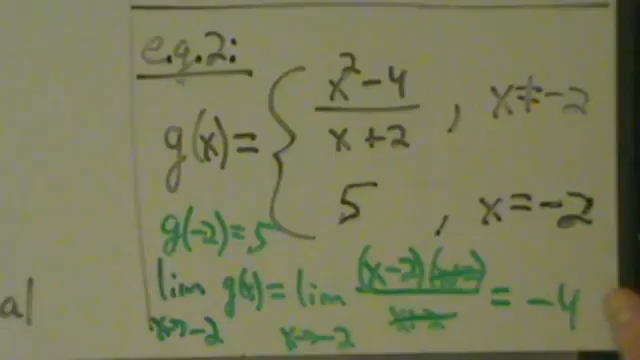 e.g.2:
g(x) = { x²-4 / x+2 , x≠-2
5 , x=-2
g(-2)=5
lim x→-2 g(x) = lim x→-2 (x-2)(x+2) / x+2 = -4
al